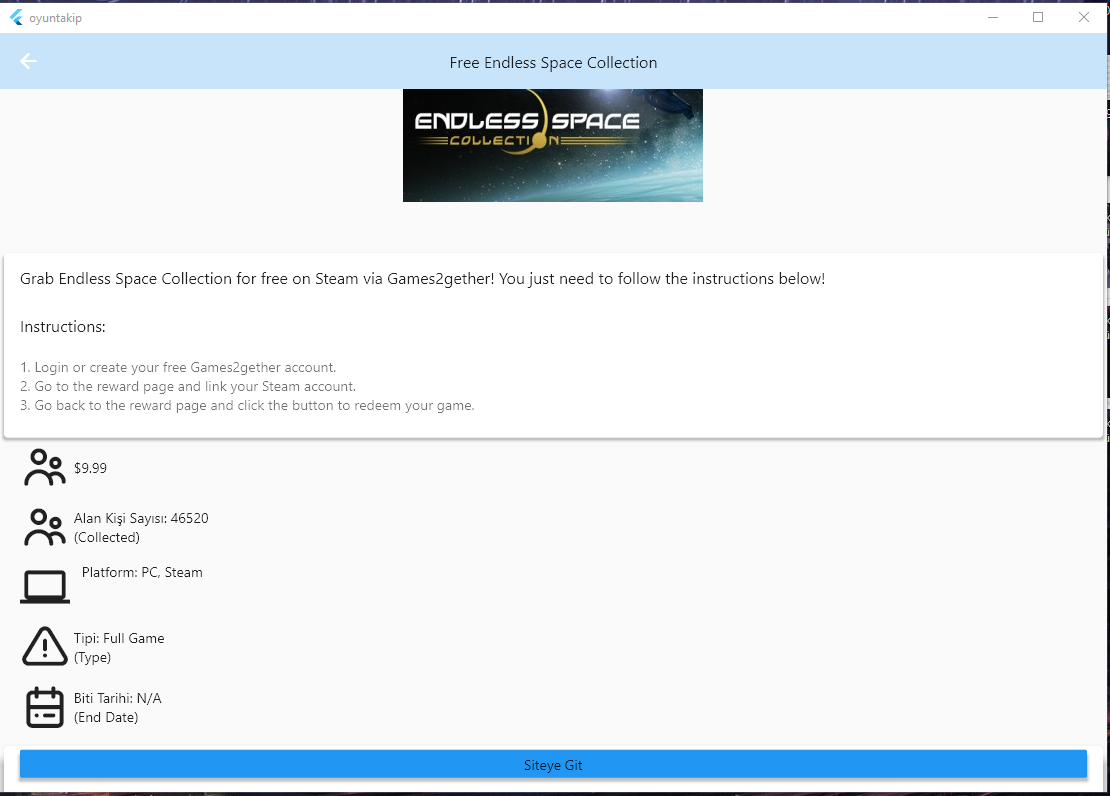 oyuntakip
Free Endless Space Collection
ENDLESS SPACE
COLLECTION
Grab Endless Space Collection for free on Steam via Games2gether! You just need to follow the instructions below!
Instructions:
1. Login or create your free Games2gether account.
2. Go to the reward page and link your Steam account.
3. Go back to the reward page and click the button to redeem your game.
$9.99
Alan Kişi Sayısı: 46520
(Collected)
Platform: PC, Steam
Tipi: Full Game
(Type)
Biti Tarihi: N/A
(End Date)
Siteye Git